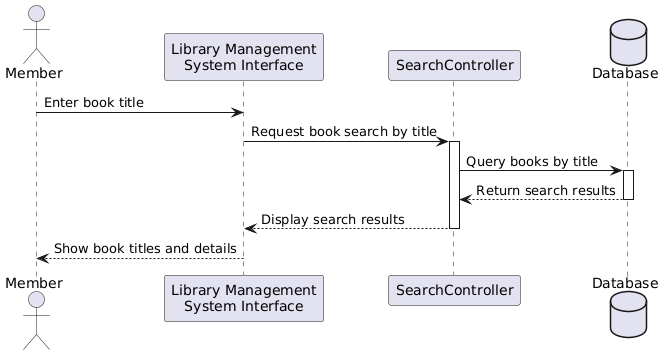 Member
Library Management
System Interface
SearchController
Database
Enter book title
Request book search by title
Query books by title
Return search results
Display search results
Show book titles and details
Member
Library Management
System Interface
SearchController
Database